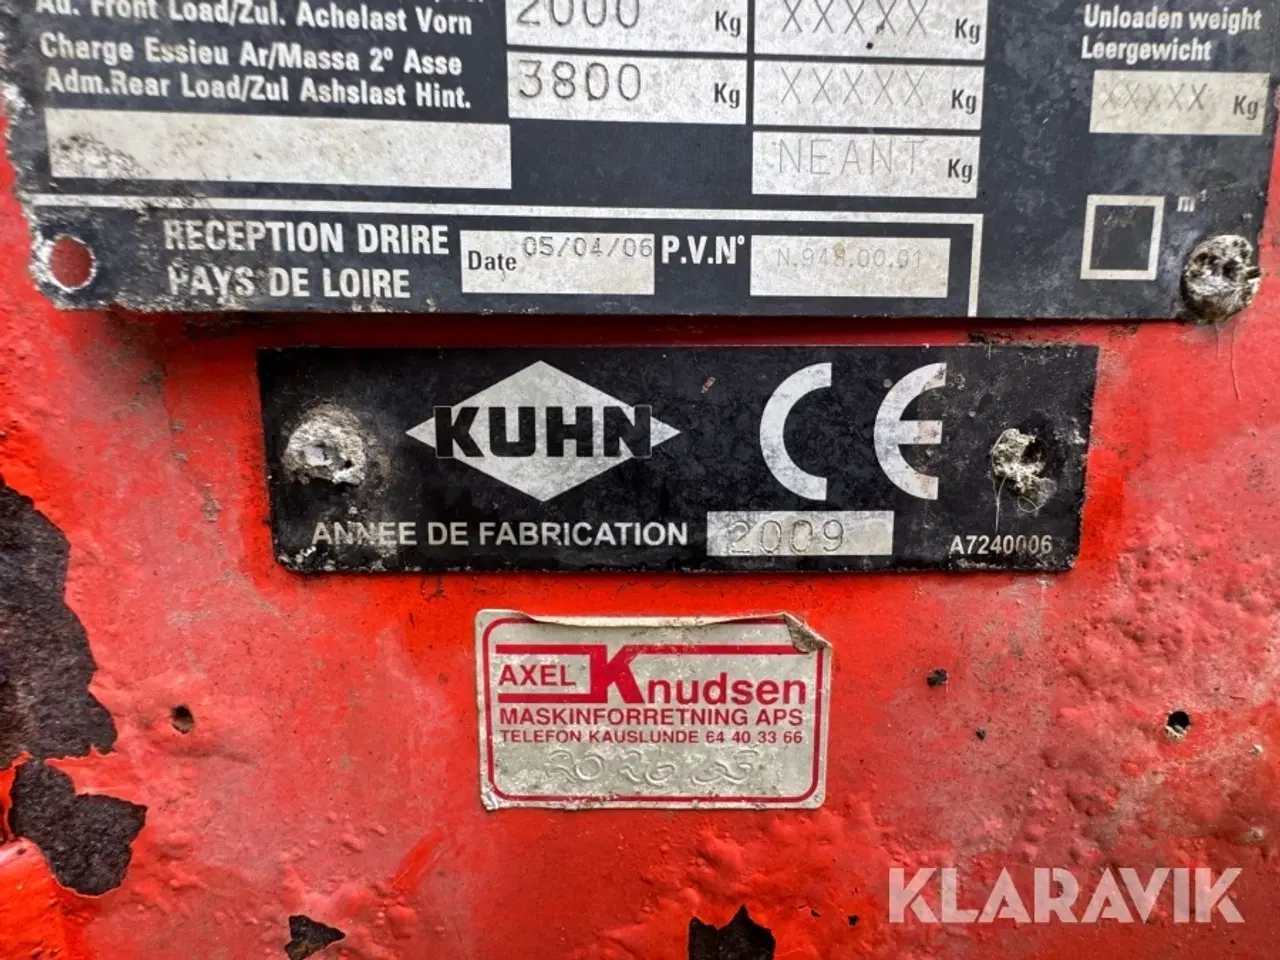 Ad. Front Load/Zul. Achelast Vorn
2000 Kg
XXXXX Kg
Unloaden weight
Leergewicht
Charge Essieu Ar/Massa 2° Asse
Adm.Rear Load/Zul Ashslast Hint.
3800 Kg
XXXXX Kg
XXXXX Kg
NEANT Kg
RECEPTION DRIRE
PAYS DE LOIRE
Date 05/04/06
P.V.N°
N.948.00.01
KUHN CE
ANNEE DE FABRICATION 2009
A7240006
AXEL Knudsen
MASKINFORRETNING APS
TELEFON KAUSLUNDE 64 40 33 66
KLARAVIK